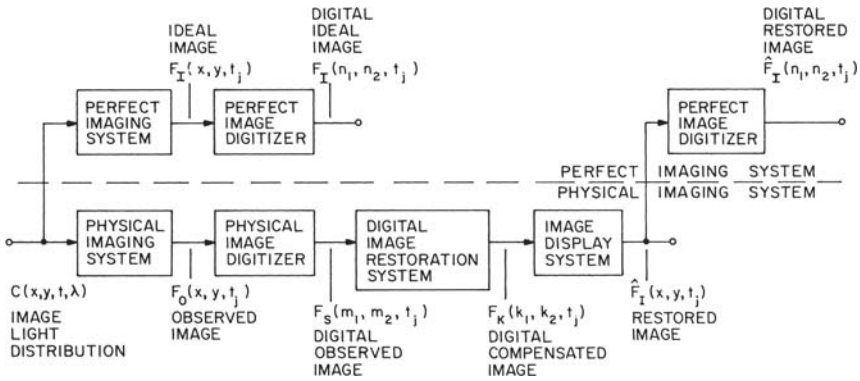 IDEAL
IMAGE
F_I(x,y,t_j)
DIGITAL
IDEAL
IMAGE
F_I(n_1, n_2, t_j)
DIGITAL
RESTORED
IMAGE
F̂_I(n_1, n_2, t_j)
PERFECT
IMAGING
SYSTEM
PERFECT
IMAGE
DIGITIZER
PERFECT
IMAGE
DIGITIZER
PERFECT IMAGING SYSTEM
PHYSICAL IMAGING SYSTEM
PHYSICAL
IMAGING
SYSTEM
PHYSICAL
IMAGE
DIGITIZER
DIGITAL
IMAGE
RESTORATION
SYSTEM
IMAGE
DISPLAY
SYSTEM
C(x,y,t,λ)
IMAGE
LIGHT
DISTRIBUTION
F_O(x,y,t_j)
OBSERVED
IMAGE
F_S(m_1, m_2, t_j)
DIGITAL
OBSERVED
IMAGE
F_K(k_1, k_2, t_j)
DIGITAL
COMPENSATED
IMAGE
F̂_I(x,y,t_j)
RESTORED
IMAGE